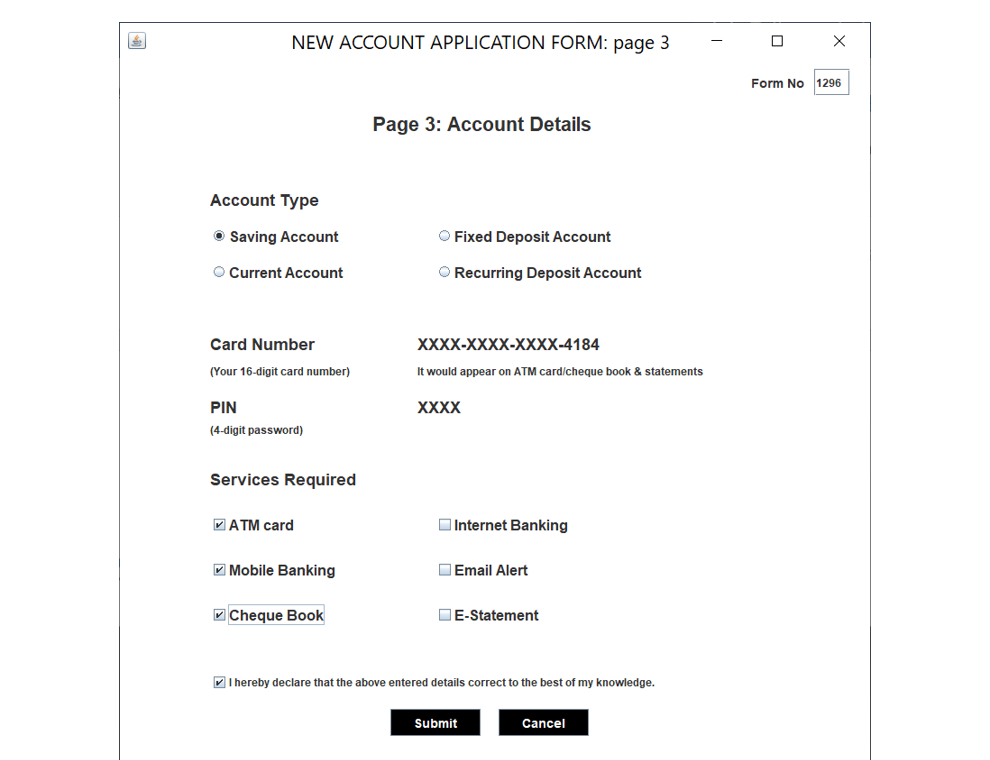 NEW ACCOUNT APPLICATION FORM: page 3
Form No 1296
Page 3: Account Details
Account Type
Saving Account Fixed Deposit Account
Current Account Recurring Deposit Account
Card Number XXXX-XXXX-XXXX-4184
(Your 16-digit card number) It would appear on ATM card/cheque book & statements
PIN XXXX
(4-digit password)
Services Required
ATM card Internet Banking
Mobile Banking Email Alert
Cheque Book E-Statement
I hereby declare that the above entered details correct to the best of my knowledge.
Submit Cancel